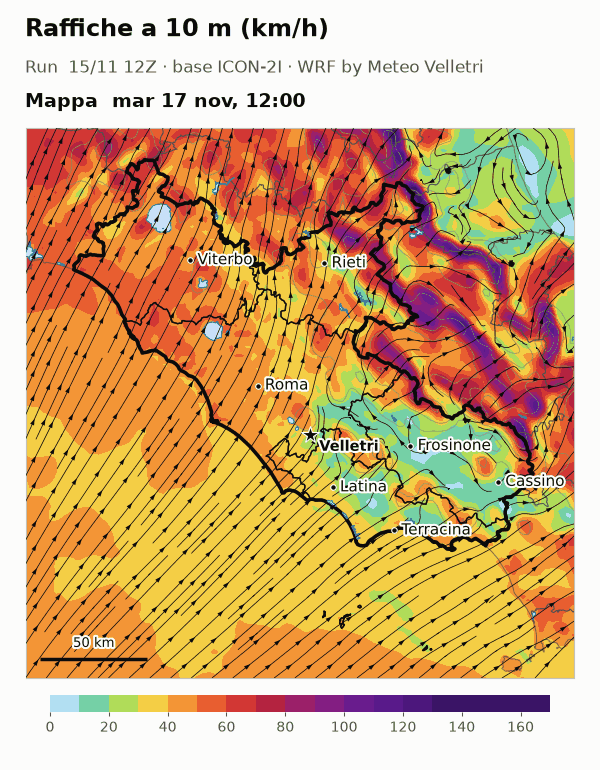 Raffiche a 10 m (km/h)
Run 15/11 12Z · base ICON-2I · WRF by Meteo Velletri
Mappa mar 17 nov, 12:00
Viterbo
Rieti
Roma
Velletri
Frosinone
Latina
Cassino
Terracina
50 km
0 20 40 60 80 100 120 140 160